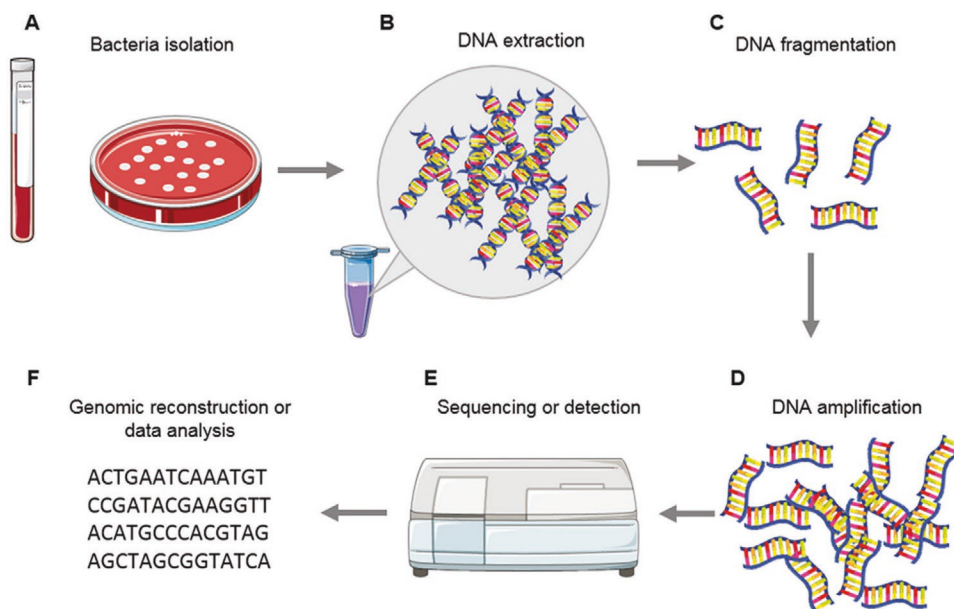 A
Bacteria isolation
B
DNA extraction
C
DNA fragmentation
F
Genomic reconstruction or
data analysis
ACTGAATCAAATGT
CCGATACGAAGGTT
ACATGCCCACGTAG
AGCTAGCGGTATCA
E
Sequencing or detection
D
DNA amplification